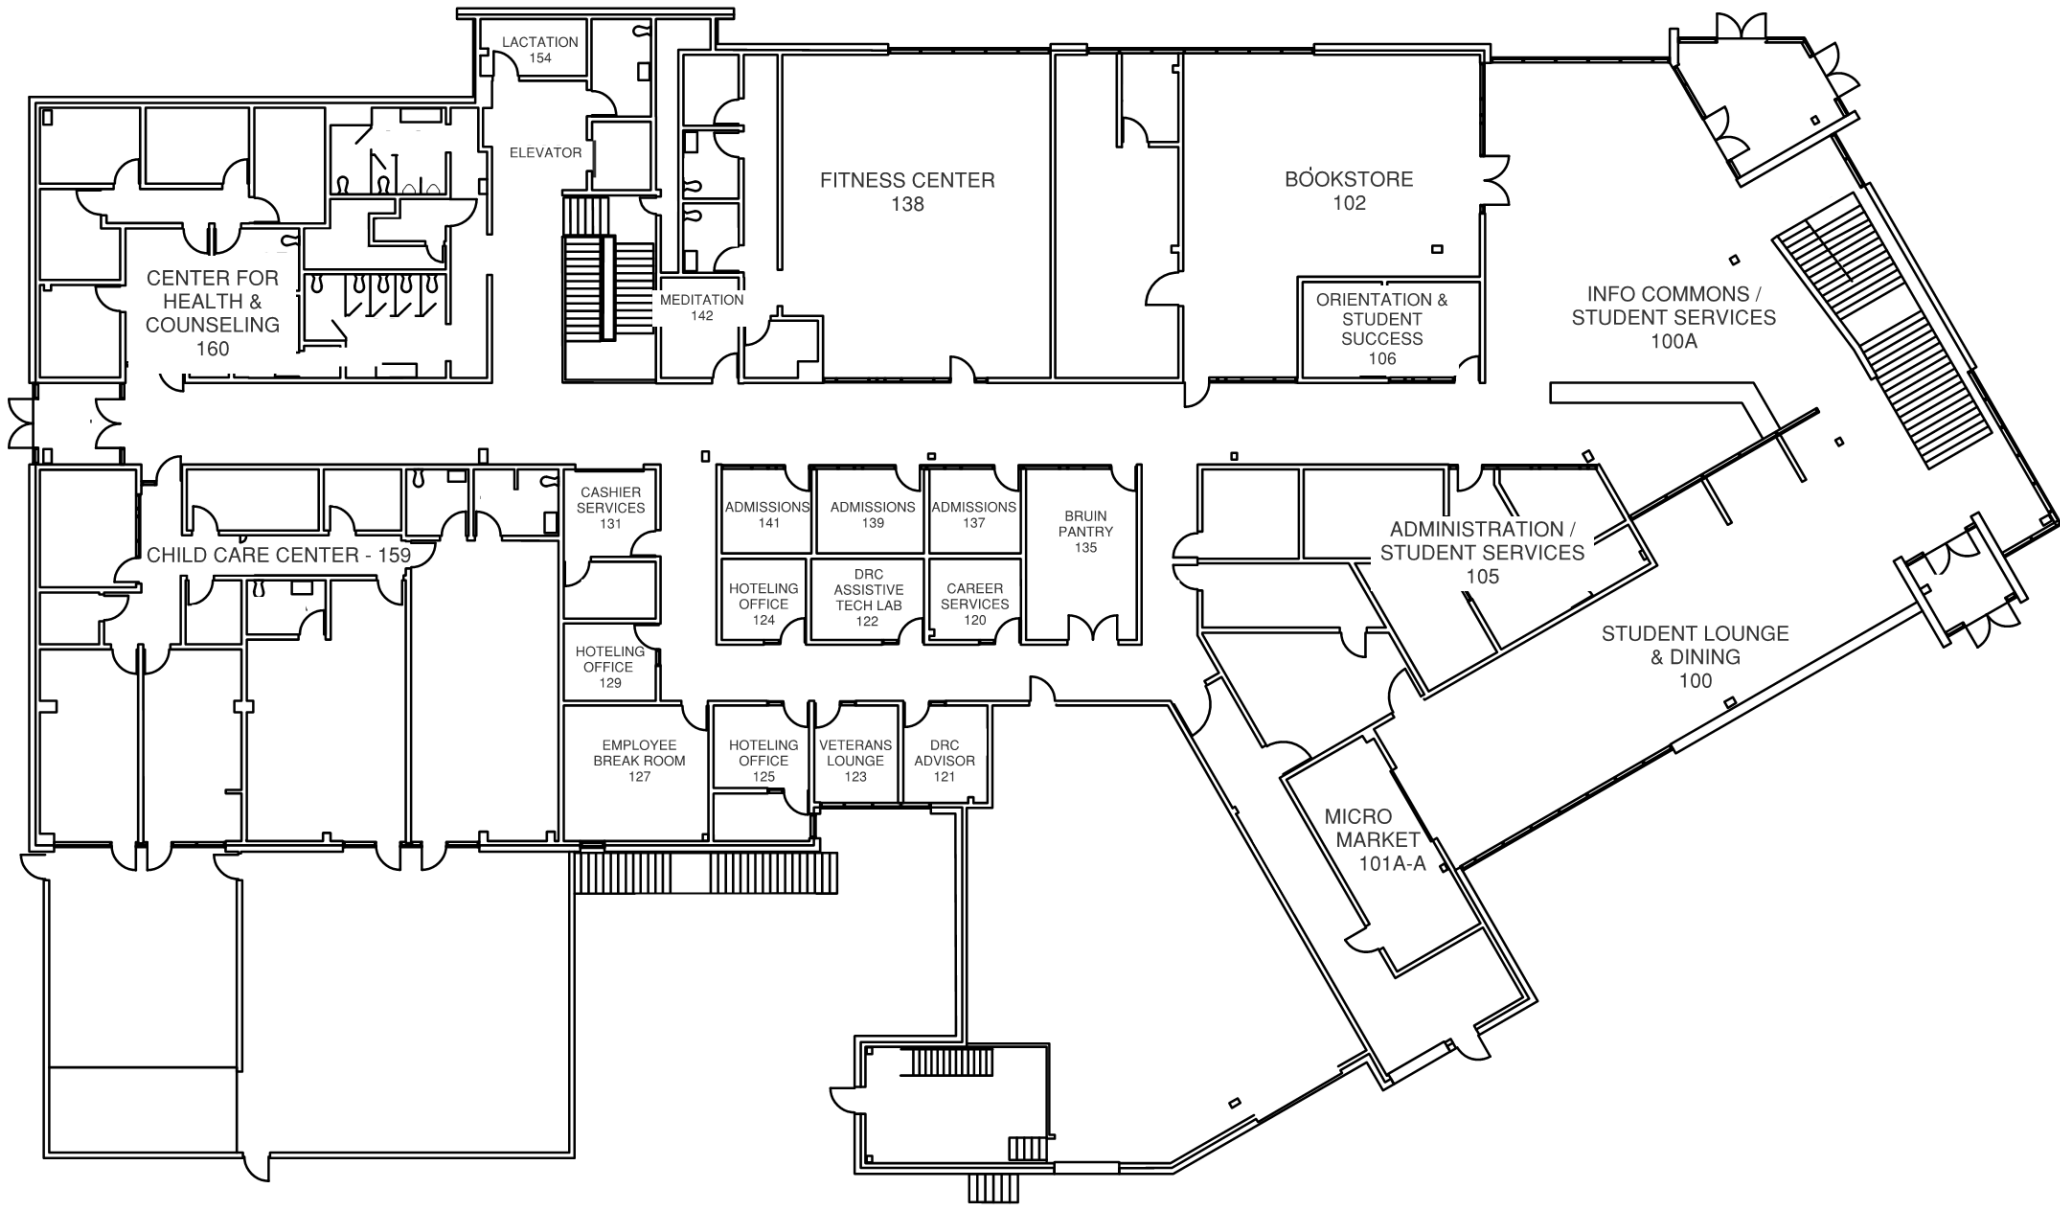 LACTATION
154
ELEVATOR
FITNESS CENTER
138
BOOKSTORE
102
CENTER FOR
HEALTH &
COUNSELING
160
MEDITATION
142
ORIENTATION &
STUDENT
SUCCESS
106
INFO COMMONS /
STUDENT SERVICES
100A
CASHIER
SERVICES
131
ADMISSIONS
141
ADMISSIONS
139
ADMISSIONS
137
BRUIN
PANTRY
135
ADMINISTRATION /
STUDENT SERVICES
105
CHILD CARE CENTER - 159
HOTELING
OFFICE
124
DRC
ASSISTIVE
TECH LAB
122
CAREER
SERVICES
120
STUDENT LOUNGE
& DINING
100
HOTELING
OFFICE
129
EMPLOYEE
BREAK ROOM
127
HOTELING
OFFICE
125
VETERANS
LOUNGE
123
DRC
ADVISOR
121
MICRO
MARKET
101A-A